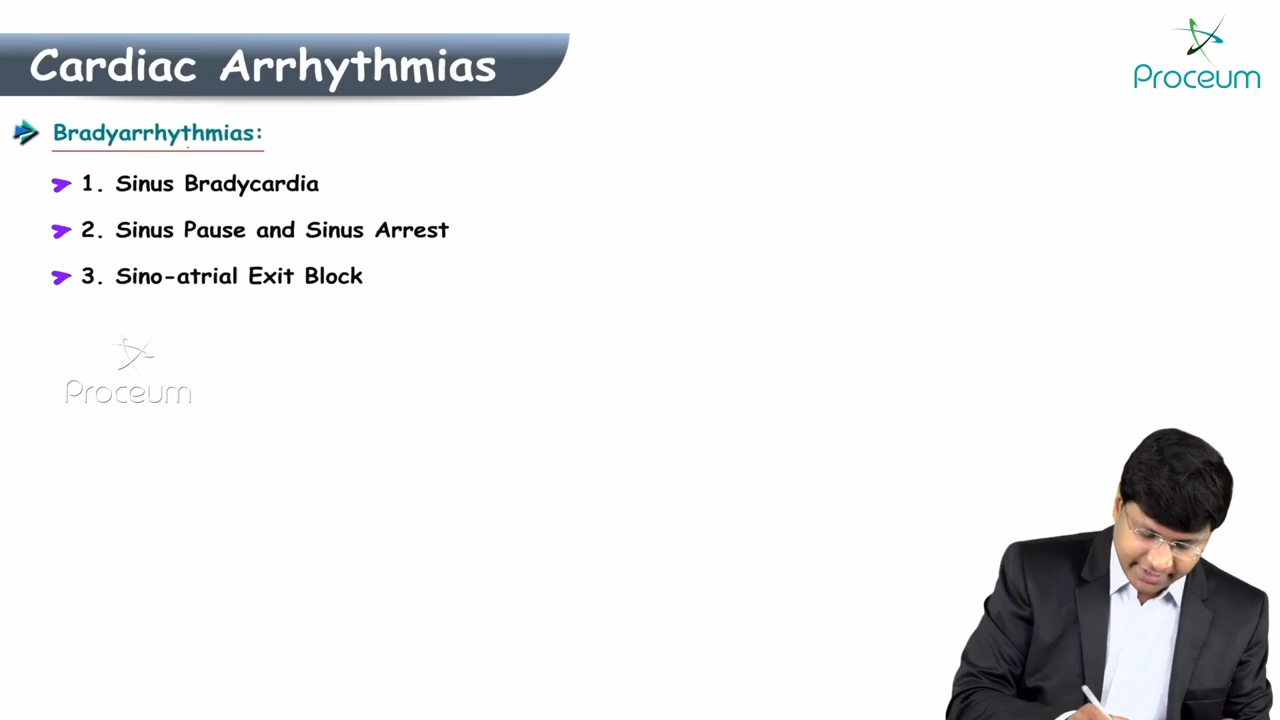 Cardiac Arrhythmias
Proceum
Bradyarrhythmias:
1. Sinus Bradycardia
2. Sinus Pause and Sinus Arrest
3. Sino-atrial Exit Block
Proceum